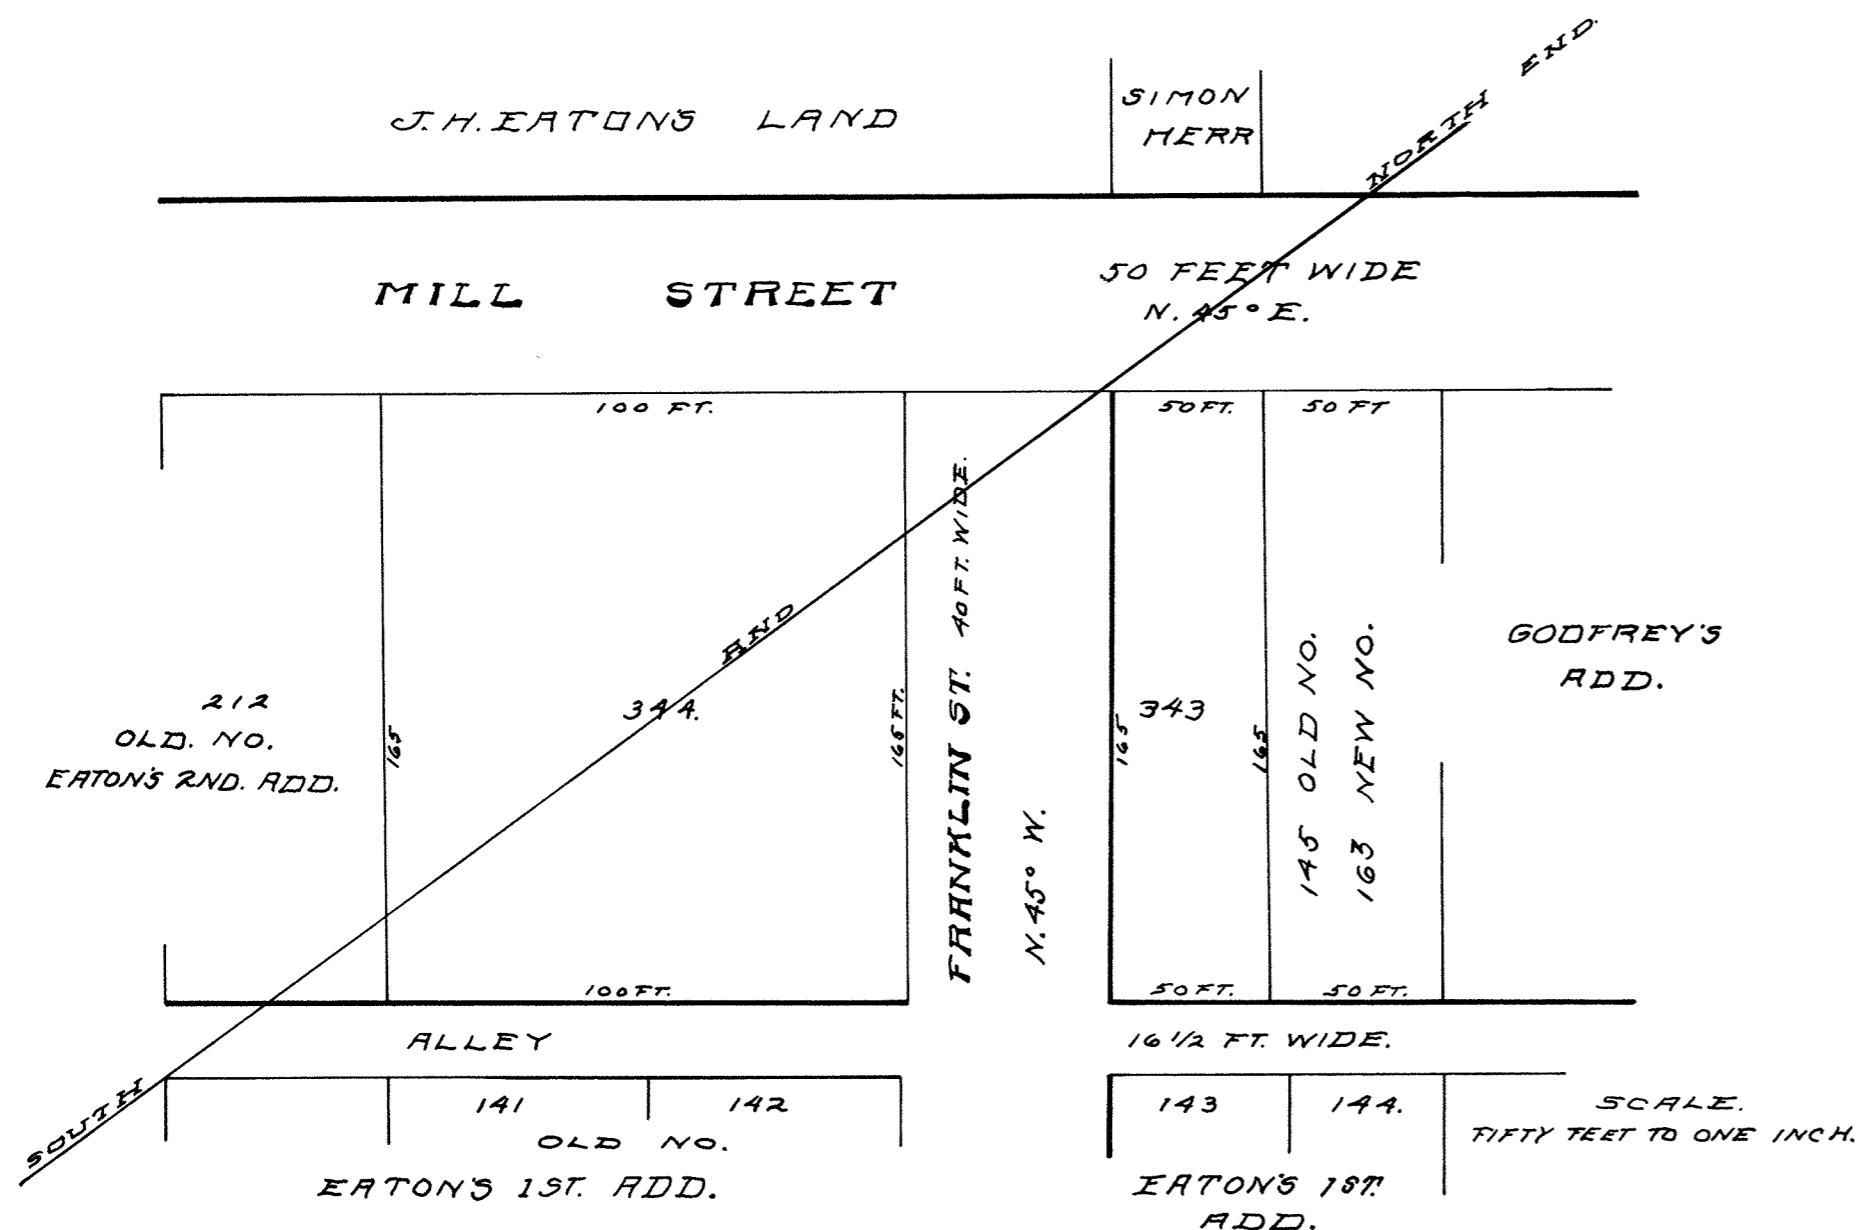 J. H. EATON'S LAND
SIMON
HERR
NORTH END.
MILL STREET
50 FEET WIDE
N. 45° E.
100 FT.
50 FT.
50 FT
212
OLD. NO.
EATON'S 2ND. ADD.
165
344.
AND
165 FT.
FRANKLIN ST. 40 FT. WIDE.
N. 45° W.
165
343
165
145 OLD NO.
163 NEW NO.
GODFREY'S
ADD.
100 FT.
50 FT.
50 FT.
ALLEY
16 1/2 FT. WIDE.
SOUTH
141
142
OLD NO.
EATON'S 1ST. ADD.
143
144.
EATON'S 1ST.
ADD.
SCALE.
FIFTY FEET TO ONE INCH.